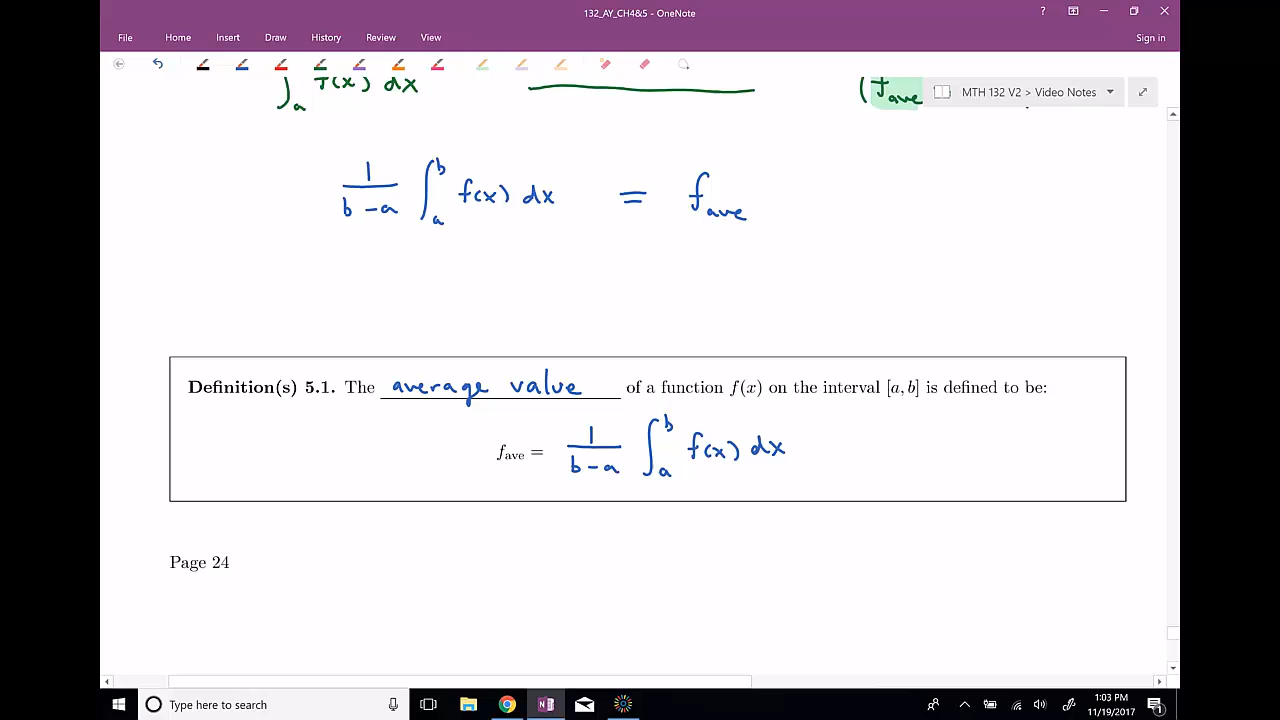 132_AY_CH4&5 - OneNote
File Home Insert Draw History Review View Sign in
∫_a f(x) dx (f_ave
MTH 132 V2 > Video Notes
1/(b-a) ∫_a^b f(x) dx = f_ave
Definition(s) 5.1. The average value of a function f(x) on the interval [a, b] is defined to be:
f_ave = 1/(b-a) ∫_a^b f(x) dx
Page 24
Type here to search
1:03 PM
11/19/2017